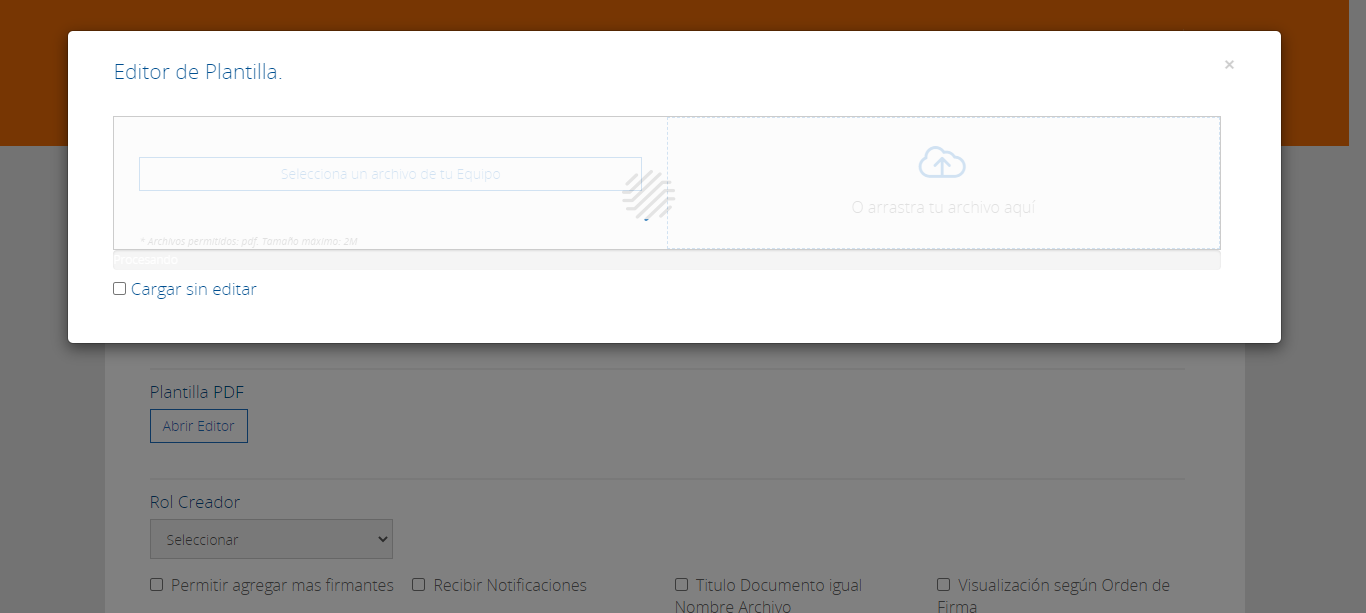 Editor de Plantilla.
×
Selecciona un archivo de tu Equipo
O arrastra tu archivo aquí
* Archivos permitidos: pdf. Tamaño maximo: 2M
Procesando
Cargar sin editar
Plantilla PDF
Abrir Editor
Rol Creador
Seleccionar
Permitir agregar mas firmantes
Recibir Notificaciones
Titulo Documento igual
Nombre Archivo
Visualización según Orden de
Firma